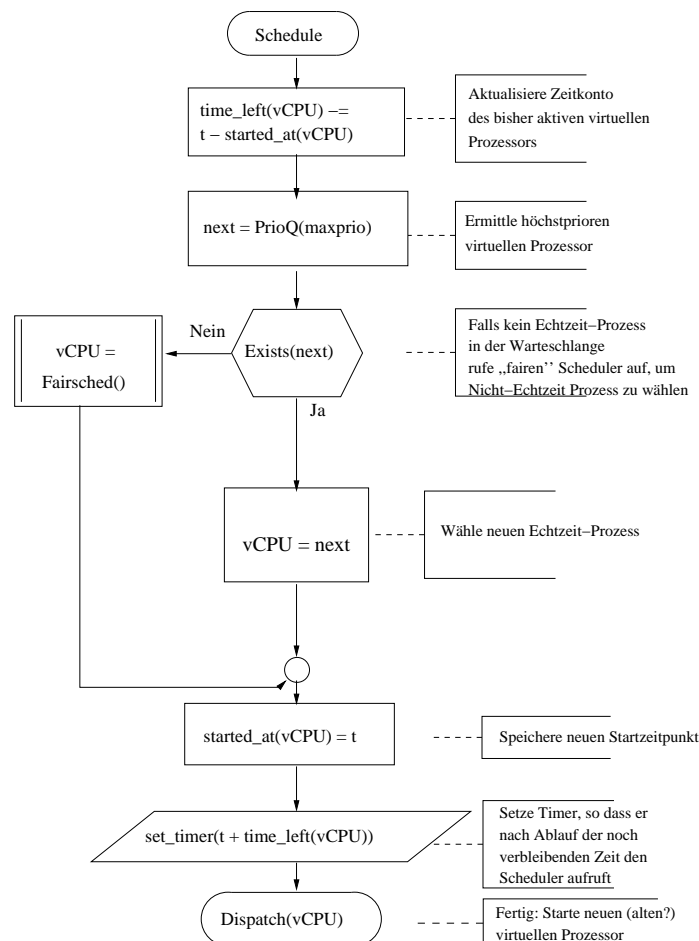 Schedule
time_left(vCPU) −=
t − started_at(vCPU)
Aktualisiere Zeitkonto
des bisher aktiven virtuellen
Prozessors
next = PrioQ(maxprio)
Ermittle höchstprioren
virtuellen Prozessor
Nein
vCPU =
Fairsched()
Exists(next)
Ja
Falls kein Echtzeit−Prozess
in der Warteschlange
rufe ,,fairen’’ Scheduler auf, um
Nicht−Echtzeit Prozess zu wählen
vCPU = next
Wähle neuen Echtzeit−Prozess
started_at(vCPU) = t
Speichere neuen Startzeitpunkt
set_timer(t + time_left(vCPU))
Setze Timer, so dass er
nach Ablauf der noch
verbleibenden Zeit den
Scheduler aufruft
Dispatch(vCPU)
Fertig: Starte neuen (alten?)
virtuellen Prozessor